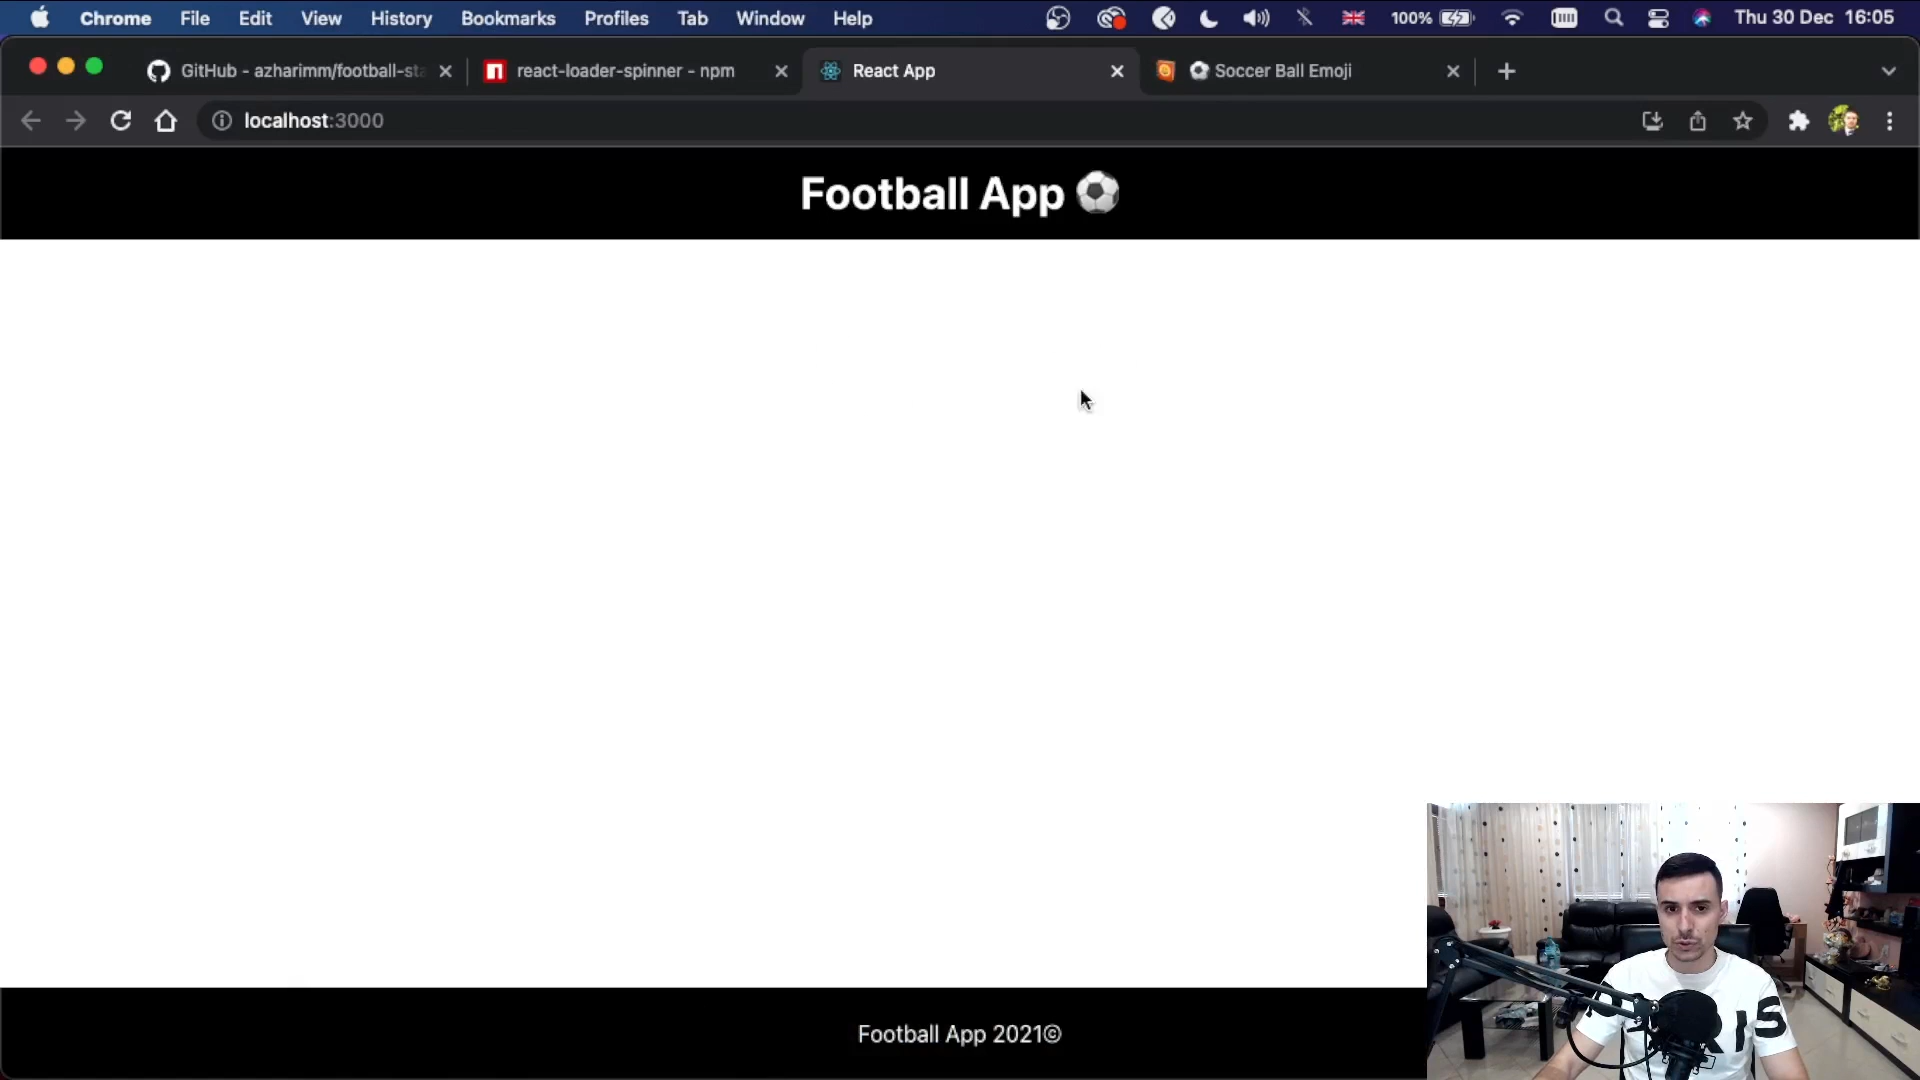 Chrome File Edit View History Bookmarks Profiles Tab Window Help 100% Thu 30 Dec 16:05
GitHub - azharimm/football-sta react-loader-spinner - npm React App ⚽ Soccer Ball Emoji
localhost:3000
Football App ⚽
Football App 2021©